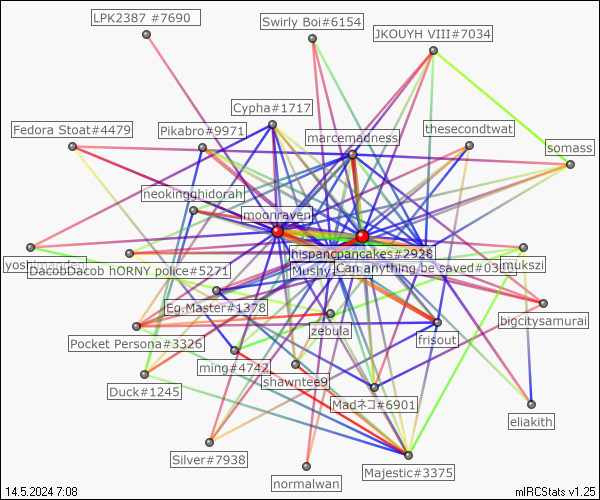 LPK2387 #7690
Swirly Boi#6154
JKOUYH VIII#7034
Cypha#1717
Fedora Stoat#4479
Pikabro#9971
marcemadness
thesecondtwat
somass
neokingghidorah
moonraven
hispancpancakes#2928
DacobDacob hORNY police#5271
Can anything be saved#03
mukszi
Eg.Master#1378
bigcitysamurai
zebula
frisout
Pocket Persona#3326
ming#4742
shawntee9
Duck#1245
Madネコ#6901
eliakith
Silver#7938
Majestic#3375
normalwan
14.5.2024 7:08
mIRCStats v1.25